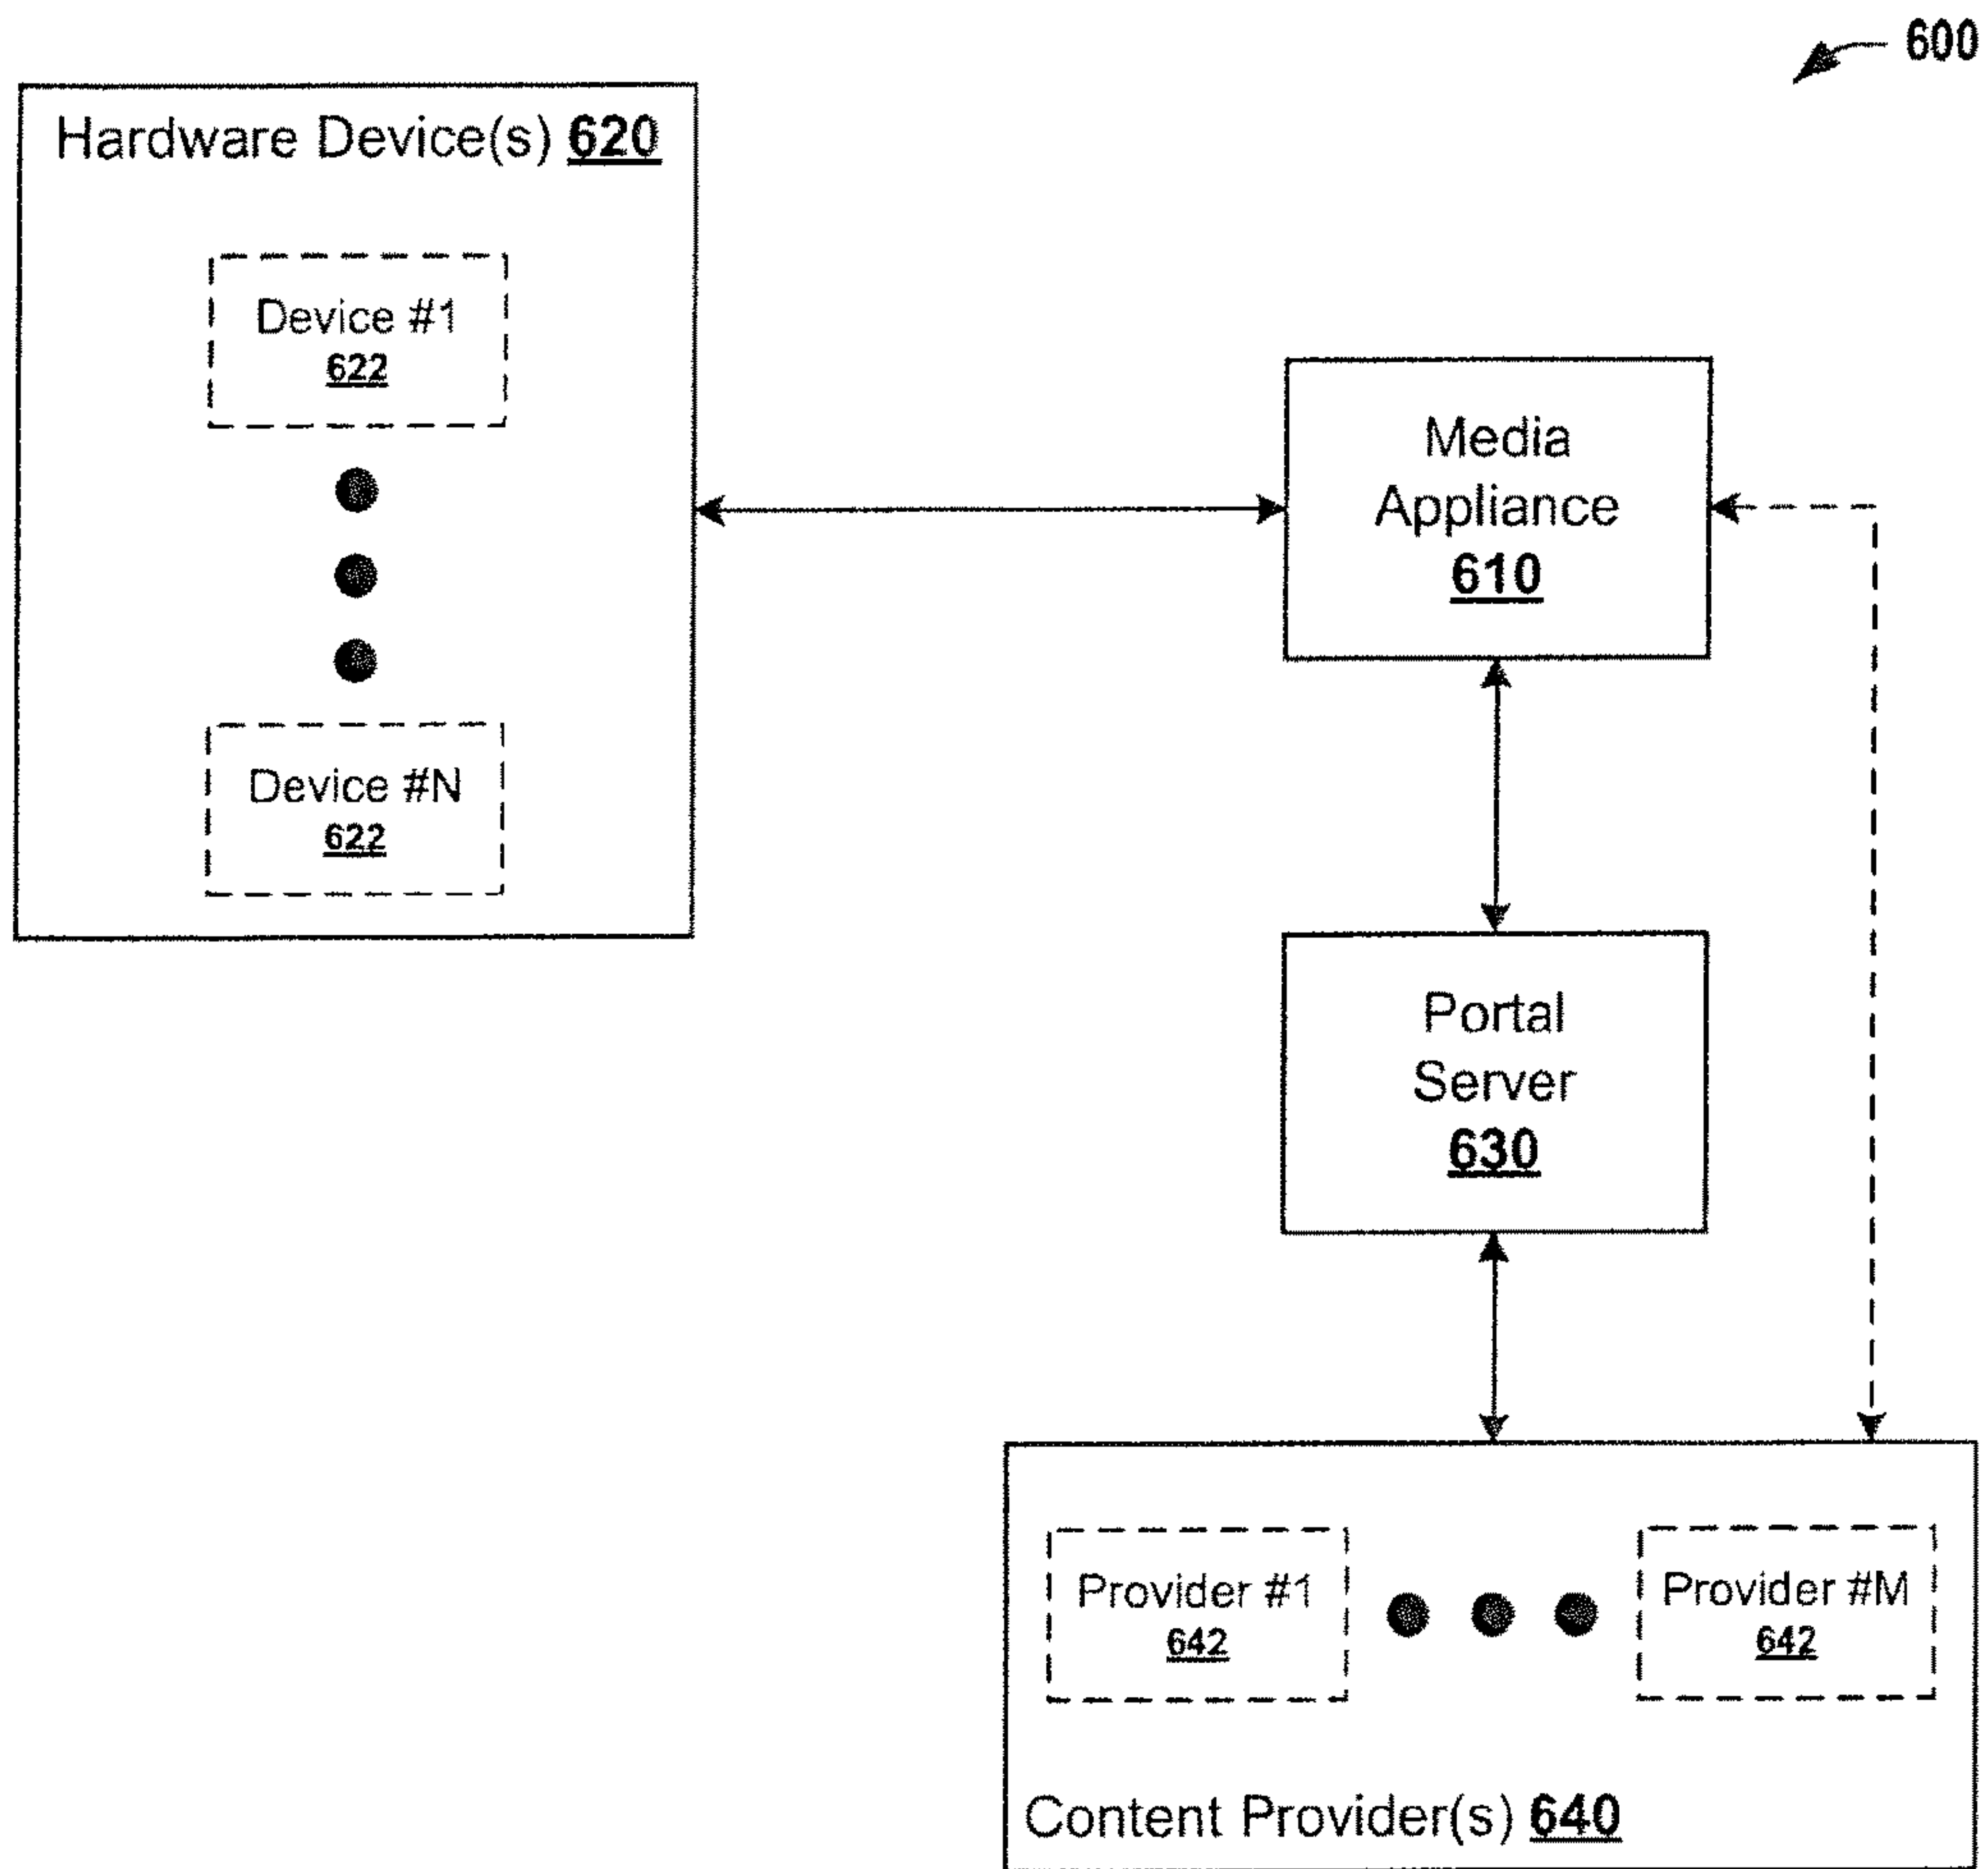 600
Hardware Device(s) 620
Device #1
622
Device #N
622
Media
Appliance
610
Portal
Server
630
Provider #1
642
Provider #M
642
Content Provider(s) 640